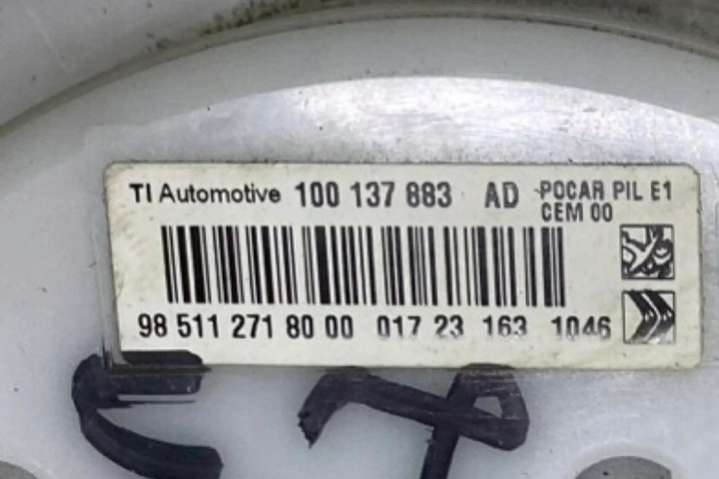 TI Automotive 100 137 883 AD POCAR PIL E1
CEM 00
98 511 271 80 00 017 23 163 1046